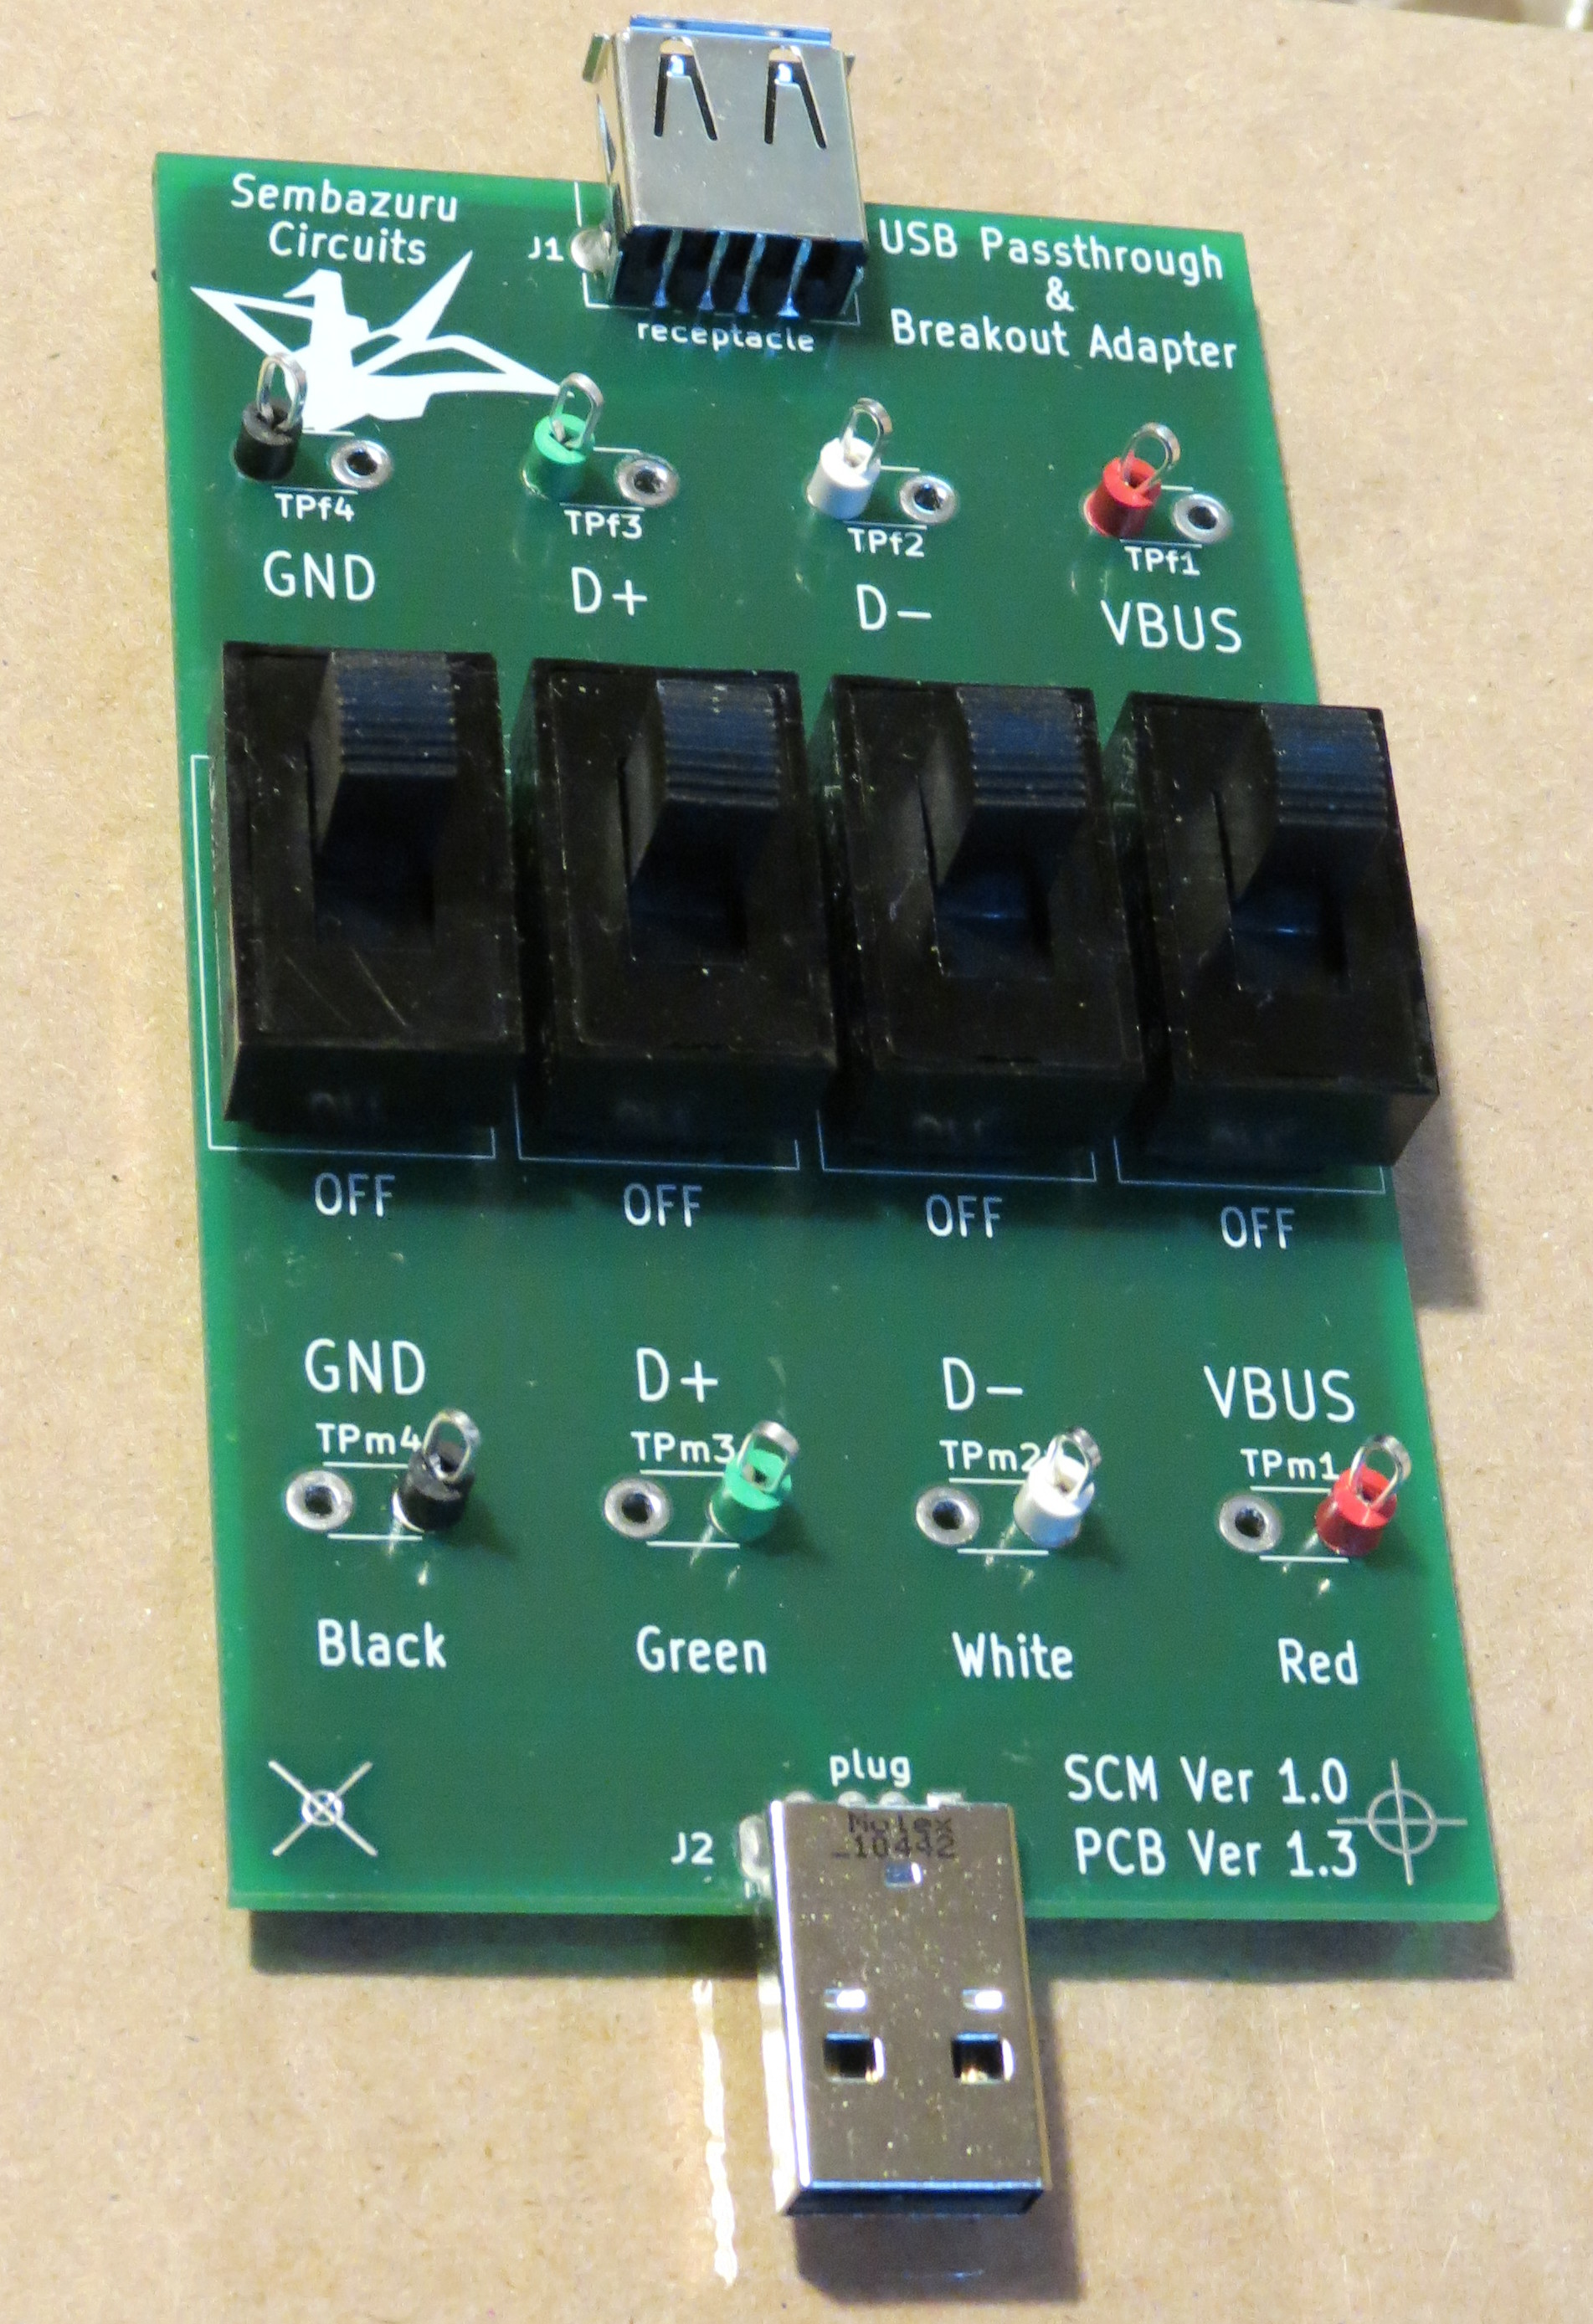 Sembazuru
Circuits
J1
receptacle
USB Passthrough
&
Breakout Adapter
TPf4
TPf3
TPf2
TPf1
GND
D+
D-
VBUS
OFF
OFF
OFF
OFF
GND
D+
D-
VBUS
TPm4
TPm3
TPm2
TPm1
Black
Green
White
Red
plug
J2
Molex
10442
SCM Ver 1.0
PCB Ver 1.3